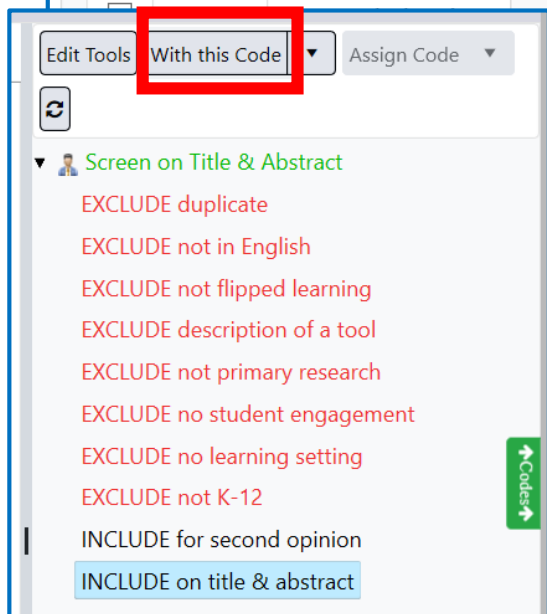 Edit Tools With this Code Assign Code
Screen on Title & Abstract
EXCLUDE duplicate
EXCLUDE not in English
EXCLUDE not flipped learning
EXCLUDE description of a tool
EXCLUDE not primary research
EXCLUDE no student engagement
EXCLUDE no learning setting
EXCLUDE not K-12
INCLUDE for second opinion
INCLUDE on title & abstract
Codes